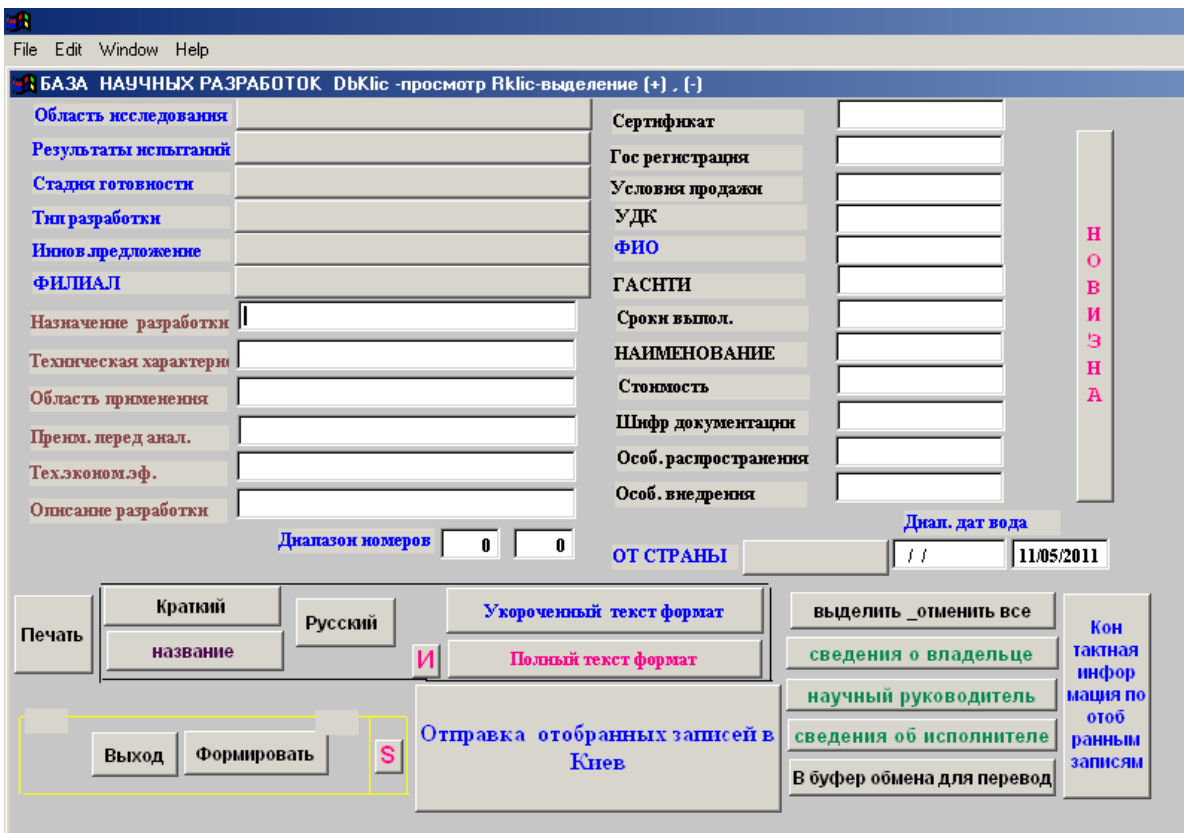 File Edit Window Help
БАЗА НАУЧНЫХ РАЗРАБОТОК DbKlic -просмотр Rklic-выделение (+) , (-)
Область исследования
Результаты испытаний
Стадия готовности
Тип разработки
Иннов.предложение
ФИЛИАЛ
Назначение разработки
Техническая характерис
Область применения
Преим. перед анал.
Тех.эконом.эф.
Описание разработки
Диапазон номеров 0 0
Сертификат
Гос регистрация
Условия продажи
УДК
ФИО
ГАСНТИ
Сроки выпол.
НАИМЕНОВАНИЕ
Стоимость
Шифр документации
Особ. распространения
Особ. внедрения
Н
О
В
И
З
Н
А
Диап. дат вода
ОТ СТРАНЫ / / 11/05/2011
Печать
Краткий
название
Русский
И
Укороченный текст формат
Полный текст формат
выделить _отменить все
сведения о владельце
научный руководитель
сведения об исполнителе
В буфер обмена для перевод
Кон
тактная
инфор
мация по
отоб
ранным
записям
Выход
Формировать
S
Отправка отобранных записей в
Киев